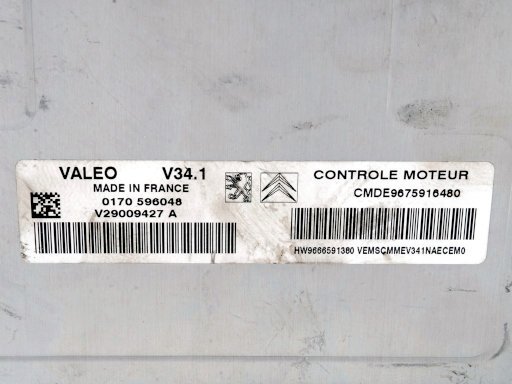 VALEO V34.1
MADE IN FRANCE
0170 596048
V29009427 A
CONTROLE MOTEUR
CMDE9675916480
HW9666591380 VEMSCMMEV341NAECEM0